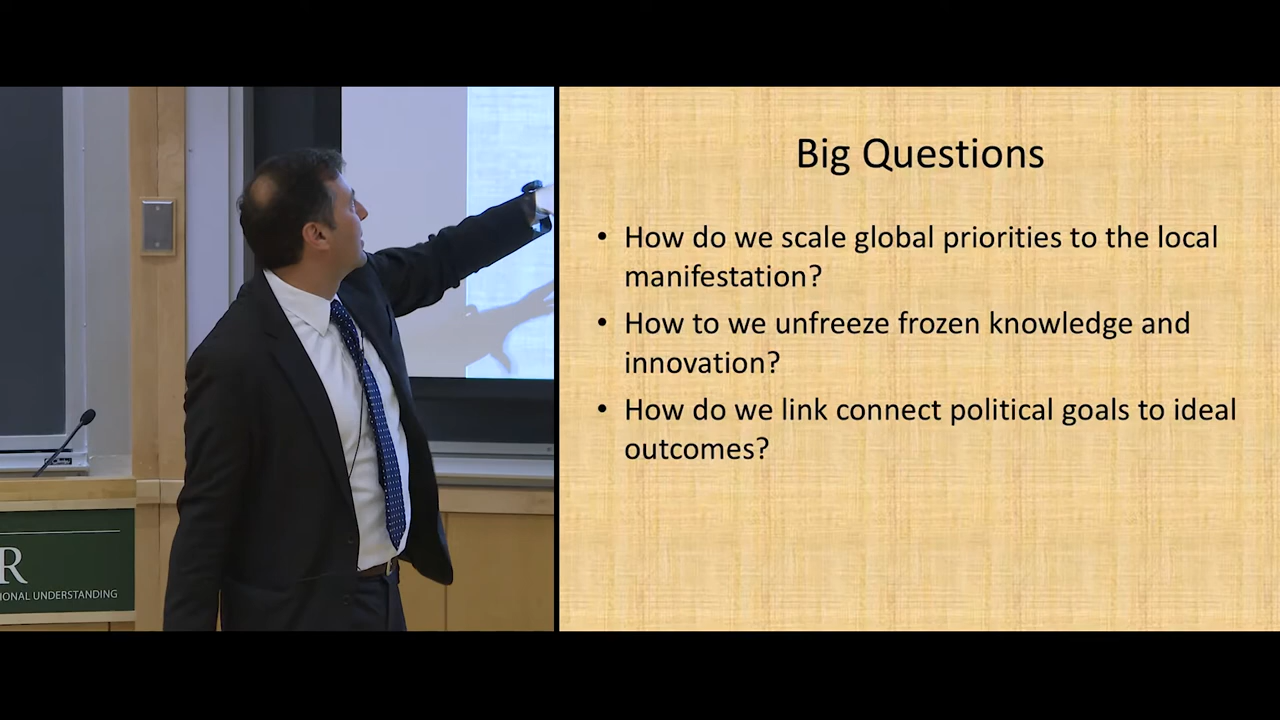 R
IONAL UNDERSTANDING
Big Questions
• How do we scale global priorities to the local
manifestation?
• How to we unfreeze frozen knowledge and
innovation?
• How do we link connect political goals to ideal
outcomes?